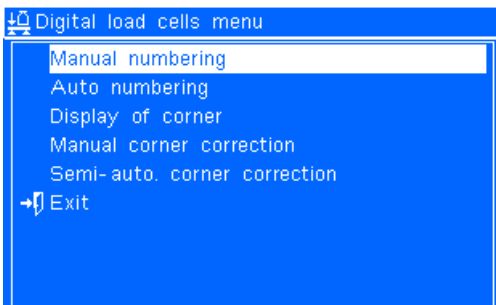 Digital load cells menu
Manual numbering
Auto numbering
Display of corner
Manual corner correction
Semi-auto. corner correction
Exit